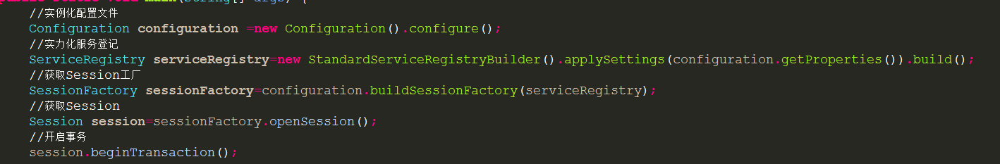 public static void main(String[] args) {
//实例化配置文件
Configuration configuration =new Configuration().configure();
//实力化服务登记
ServiceRegistry serviceRegistry=new StandardServiceRegistryBuilder().applySettings(configuration.getProperties()).build();
//获取Session工厂
SessionFactory sessionFactory=configuration.buildSessionFactory(serviceRegistry);
//获取Session
Session session=sessionFactory.openSession();
//开启事务
session.beginTransaction();